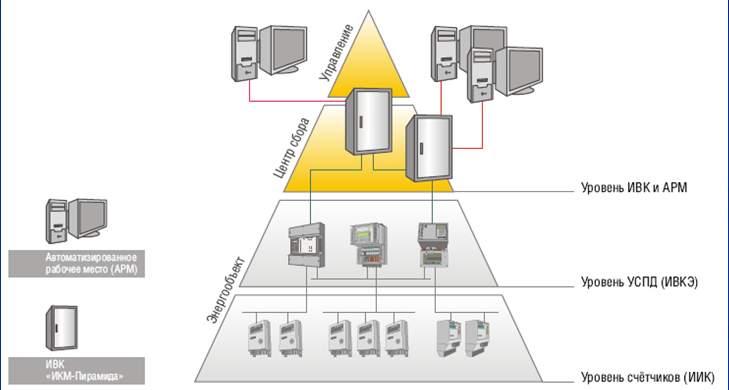 Управление
Центр сбора
Уровень ИВК и АРМ
Автоматизированное
рабочее место (АРМ)
Энергообъект
Уровень УСПД (ИВКЭ)
ИВК
«ИКМ-Пирамида»
Уровень счётчиков (ИИК)